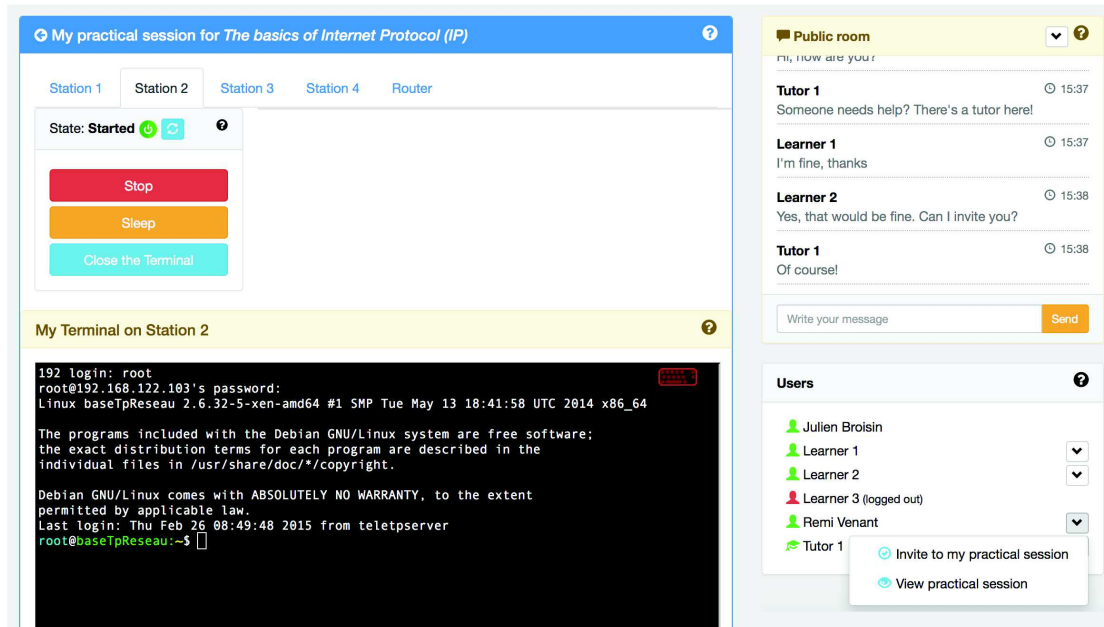 My practical session for The basics of Internet Protocol (IP)
Station 1
Station 2
Station 3
Station 4
Router
State: Started
Stop
Sleep
Close the Terminal
My Terminal on Station 2
192 login: root
root@192.168.122.103's password:
Linux baseTpReseau 2.6.32-5-xen-amd64 #1 SMP Tue May 13 18:41:58 UTC 2014 x86_64
The programs included with the Debian GNU/Linux system are free software;
the exact distribution terms for each program are described in the
individual files in /usr/share/doc/*/copyright.
Debian GNU/Linux comes with ABSOLUTELY NO WARRANTY, to the extent
permitted by applicable law.
Last login: Thu Feb 26 08:49:48 2015 from teletpserver
root@baseTpReseau:~$
Public room
Hi, how are you?
Tutor 1 15:37
Someone needs help? There's a tutor here!
Learner 1 15:37
I'm fine, thanks
Learner 2 15:38
Yes, that would be fine. Can I invite you?
Tutor 1 15:38
Of course!
Write your message
Send
Users
Julien Broisin
Learner 1
Learner 2
Learner 3 (logged out)
Remi Venant
Tutor 1
Invite to my practical session
View practical session